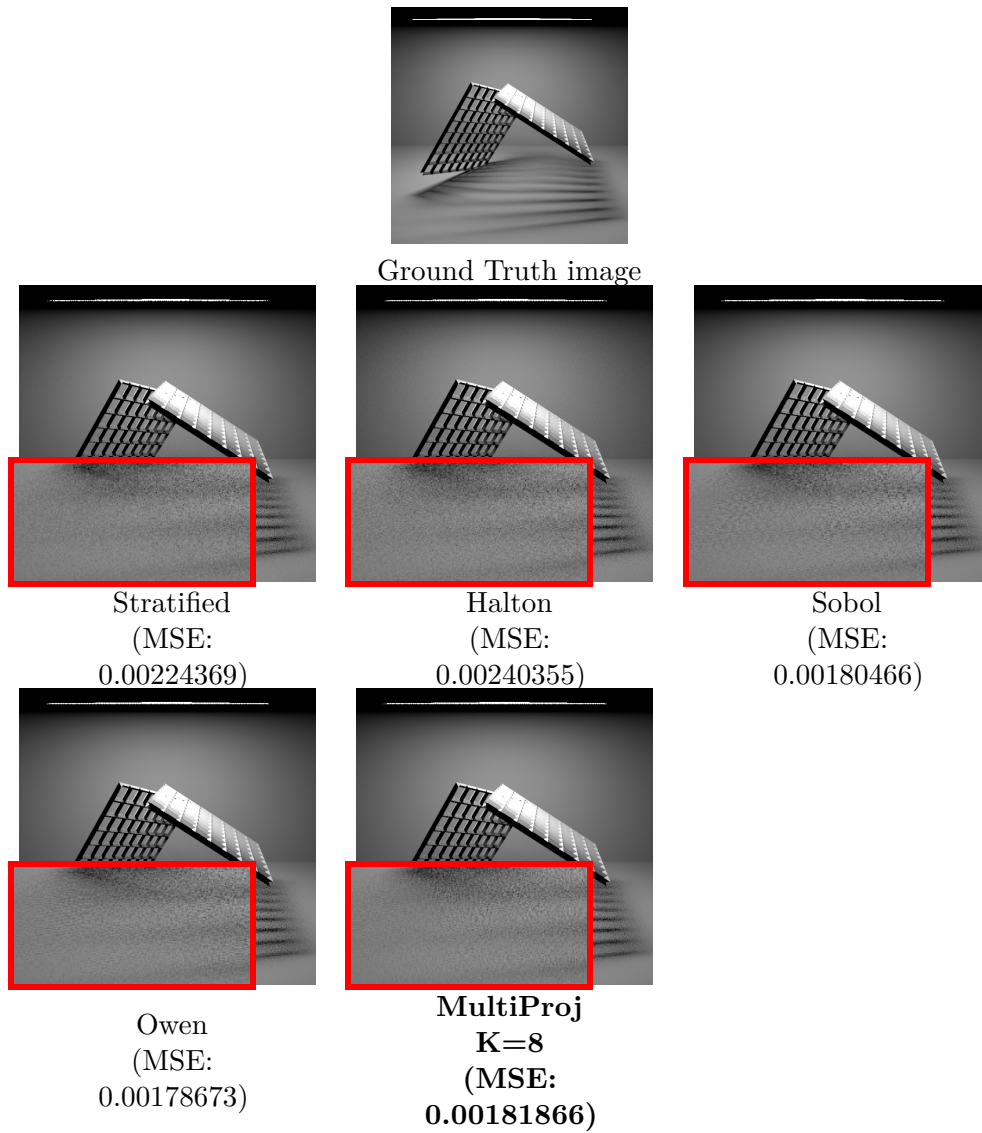 Ground Truth image
Stratified
(MSE:
0.00224369)
Halton
(MSE:
0.00240355)
Sobol
(MSE:
0.00180466)
Owen
(MSE:
0.00178673)
MultiProj
K=8
(MSE:
0.00181866)